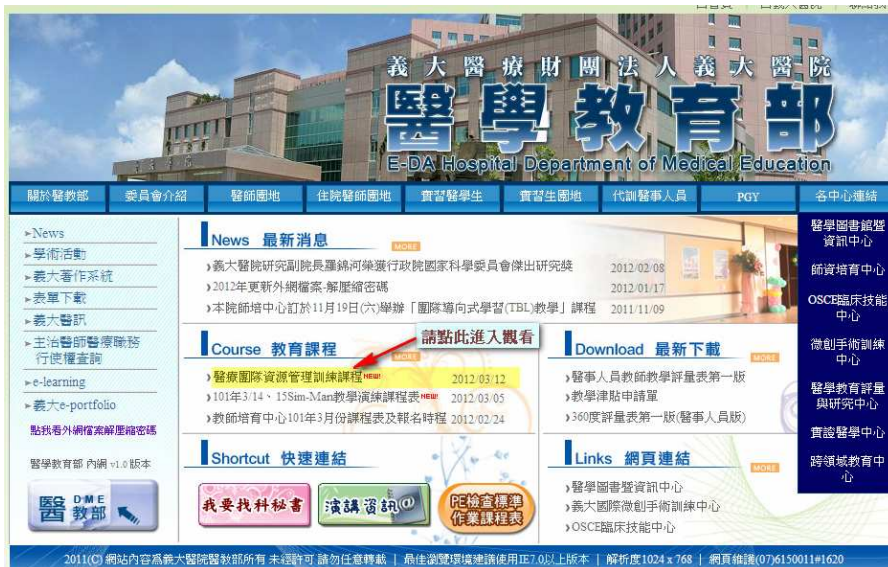 回首頁 | 回義大醫院 | 聯絡我
義大醫療財團法人義大醫院
醫學教育部
E-DA Hospital Department of Medical Education
關於醫教部 委員會介紹 醫師園地 住院醫師園地 實習醫學生 實習生園地 代訓醫事人員 PGY 各中心連結
▸News
▸學術活動
▸義大著作系統
▸表單下載
▸義大醫訊
▸主治醫師醫療職務
行使權查詢
▸e-learning
▸義大e-portfolio
點我看外網檔案解壓縮密碼
醫學教育部 內網 v1.0 版本
醫 DME
教部
News 最新消息
MORE
›義大醫院研究副院長羅錦河榮獲行政院國家科學委員會傑出研究獎 2012/02/08
›2012年更新外網檔案-解壓縮密碼 2012/01/17
›本院師培中心訂於11月19日(六)舉辦「團隊導向式學習(TBL)教學」課程 2011/11/09
請點此進入觀看
Course 教育課程
MORE
›醫療團隊資源管理訓練課程 NEW! 2012/03/12
›101年3/14、15Sim-Man教學演練課程表 NEW! 2012/03/05
›教師培育中心101年3月份課程表及報名時程 2012/02/24
Download 最新下載
MORE
›醫事人員教師教學評量表第一版
›教學津貼申請單
›360度評量表第一版(醫事人員版)
Shortcut 快速連結
我要找科秘書
演講資訊@
PE檢查標準
作業課程表
Links 網頁連結
MORE
›醫學圖書暨資訊中心
›義大國際微創手術訓練中心
›OSCE臨床技能中心
醫學圖書館暨
資訊中心
師資培育中心
OSCE臨床技能
中心
微創手術訓練
中心
醫學教育評量
與研究中心
實證醫學中心
跨領域教育中
心
2011(C) 網站內容為義大醫院醫教部所有 未經許可 請勿任意轉載 | 最佳瀏覽環境建議使用IE7.0以上版本 | 解析度1024 x 768 | 網頁維護(07)6150011#1620